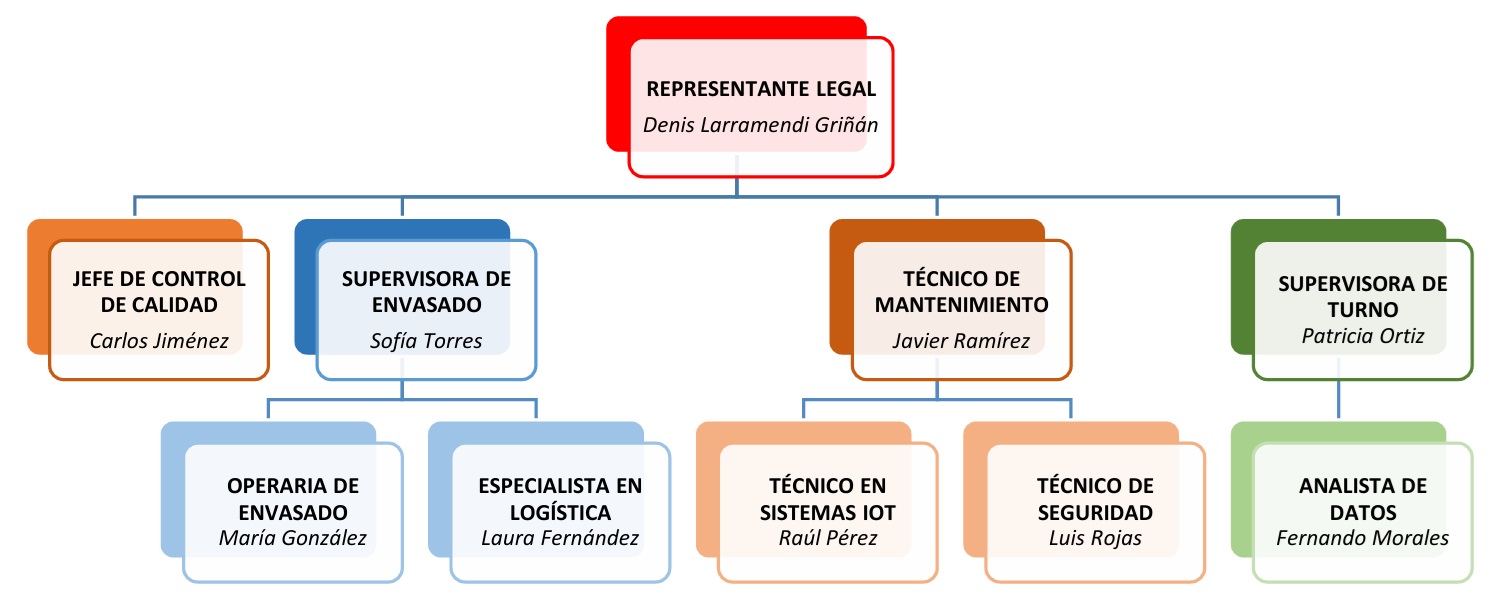 REPRESENTANTE LEGAL
Denis Larramendi Griñán
JEFE DE CONTROL
DE CALIDAD
Carlos Jiménez
SUPERVISORA DE
ENVASADO
Sofía Torres
TÉCNICO DE
MANTENIMIENTO
Javier Ramírez
SUPERVISORA DE
TURNO
Patricia Ortiz
OPERARIA DE
ENVASADO
María González
ESPECIALISTA EN
LOGÍSTICA
Laura Fernández
TÉCNICO EN
SISTEMAS IOT
Raúl Pérez
TÉCNICO DE
SEGURIDAD
Luis Rojas
ANALISTA DE
DATOS
Fernando Morales